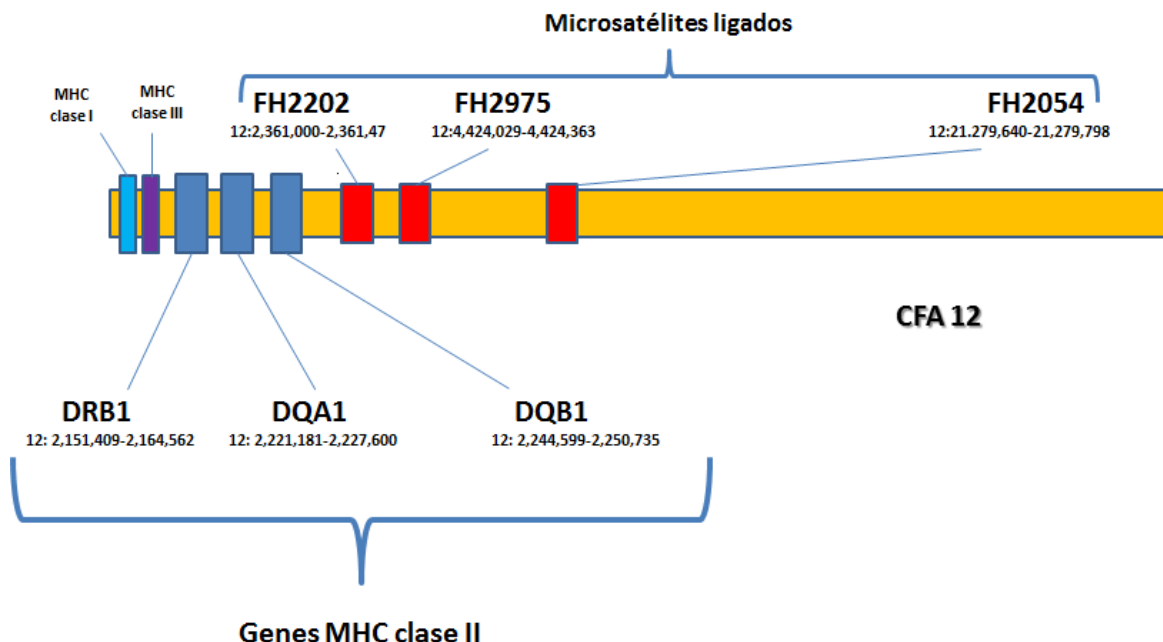 Microsatélites ligados
MHC
clase I
MHC
clase III
FH2202
12:2,361,000-2,361,47
FH2975
12:4,424,029-4,424,363
FH2054
12:21.279,640-21,279,798
CFA 12
DRB1
12: 2,151,409-2,164,562
DQA1
12: 2,221,181-2,227,600
DQB1
12: 2,244,599-2,250,735
Genes MHC clase II